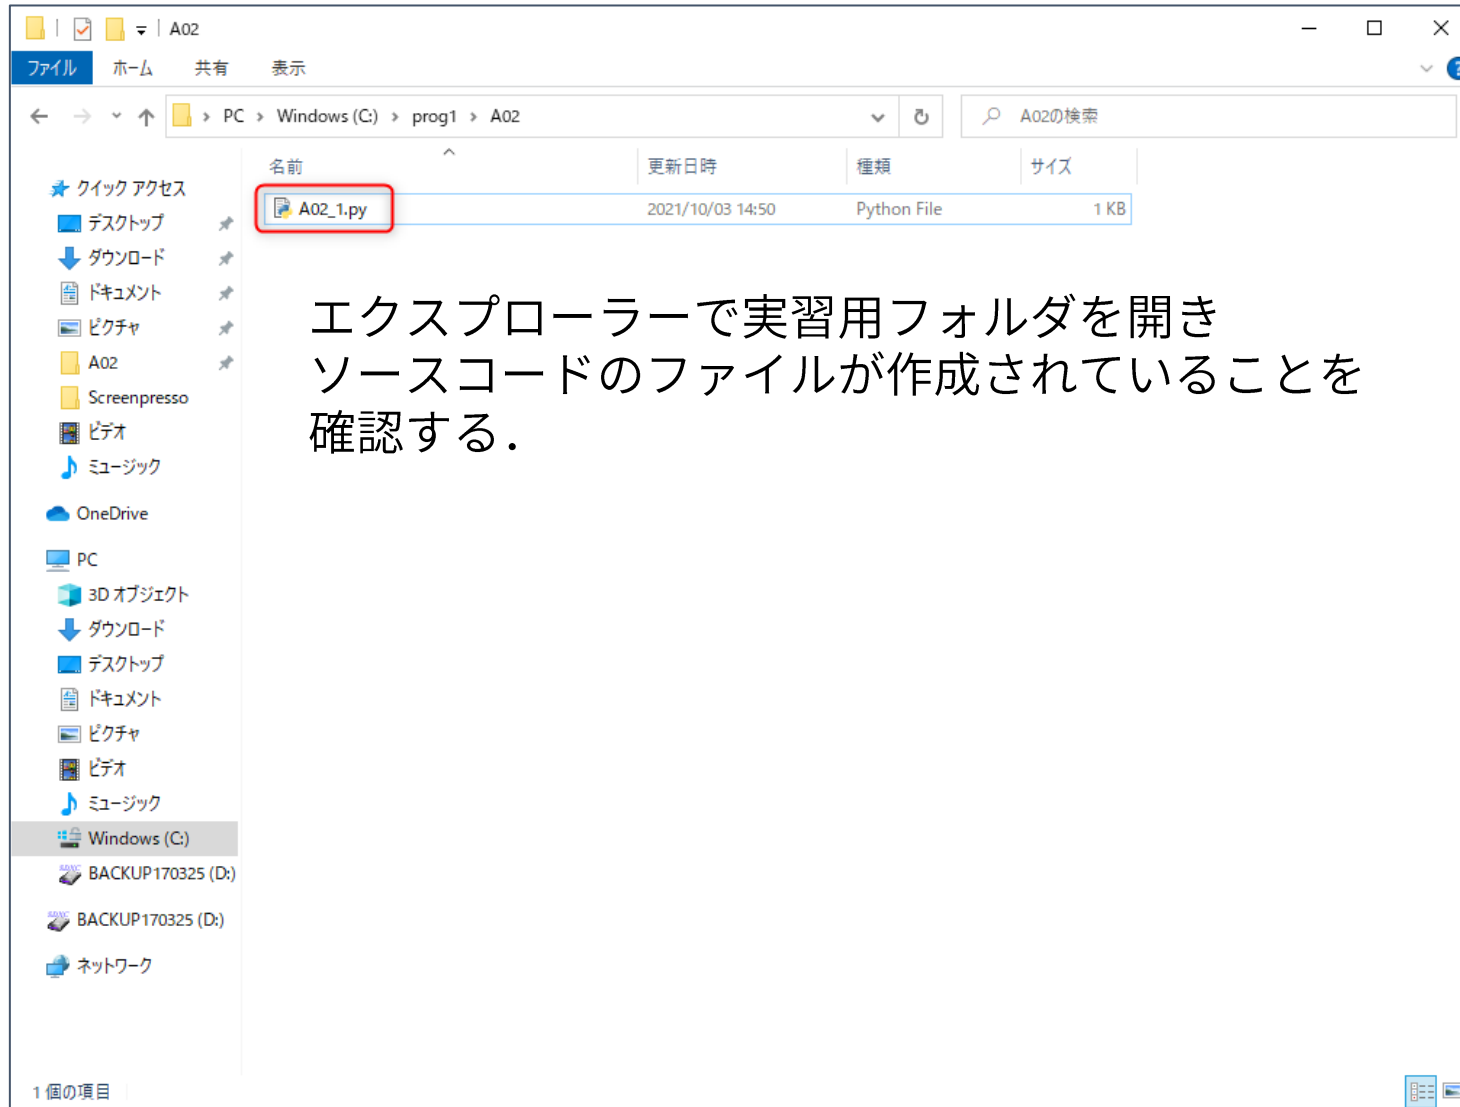 A02
ファイル ホーム 共有 表示
PC > Windows (C:) > prog1 > A02
A02の検索
名前 更新日時 種類 サイズ
A02_1.py 2021/10/03 14:50 Python File 1 KB
エクスプローラーで実習用フォルダを開き
ソースコードのファイルが作成されていることを
確認する．
クイック アクセス
デスクトップ
ダウンロード
ドキュメント
ピクチャ
A02
Screenpresso
ビデオ
ミュージック
OneDrive
PC
3D オブジェクト
ダウンロード
デスクトップ
ドキュメント
ピクチャ
ビデオ
ミュージック
Windows (C:)
BACKUP170325 (D:)
BACKUP170325 (D:)
ネットワーク
1 個の項目